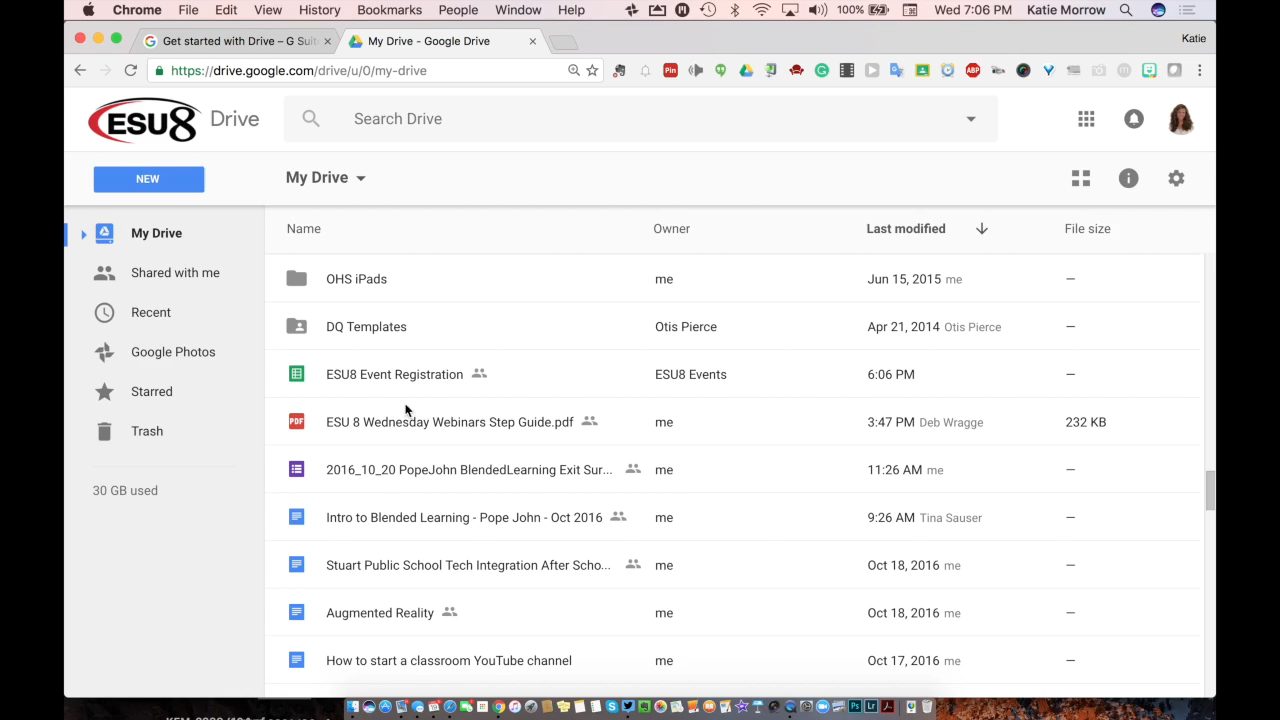 Chrome File Edit View History Bookmarks People Window Help 100% Wed 7:06 PM Katie Morrow
Get started with Drive – G Suit × My Drive - Google Drive × Katie
https://drive.google.com/drive/u/0/my-drive
ESU8 Drive Search Drive
NEW My Drive
My Drive
Shared with me
Recent
Google Photos
Starred
Trash
30 GB used
Name Owner Last modified File size
OHS iPads me Jun 15, 2015 me —
DQ Templates Otis Pierce Apr 21, 2014 Otis Pierce —
ESU8 Event Registration ESU8 Events 6:06 PM —
PDF ESU 8 Wednesday Webinars Step Guide.pdf me 3:47 PM Deb Wragge 232 KB
2016_10_20 PopeJohn BlendedLearning Exit Sur... me 11:26 AM me —
Intro to Blended Learning - Pope John - Oct 2016 me 9:26 AM Tina Sauser —
Stuart Public School Tech Integration After Scho... me Oct 18, 2016 me —
Augmented Reality me Oct 18, 2016 me —
How to start a classroom YouTube channel me Oct 17, 2016 me —